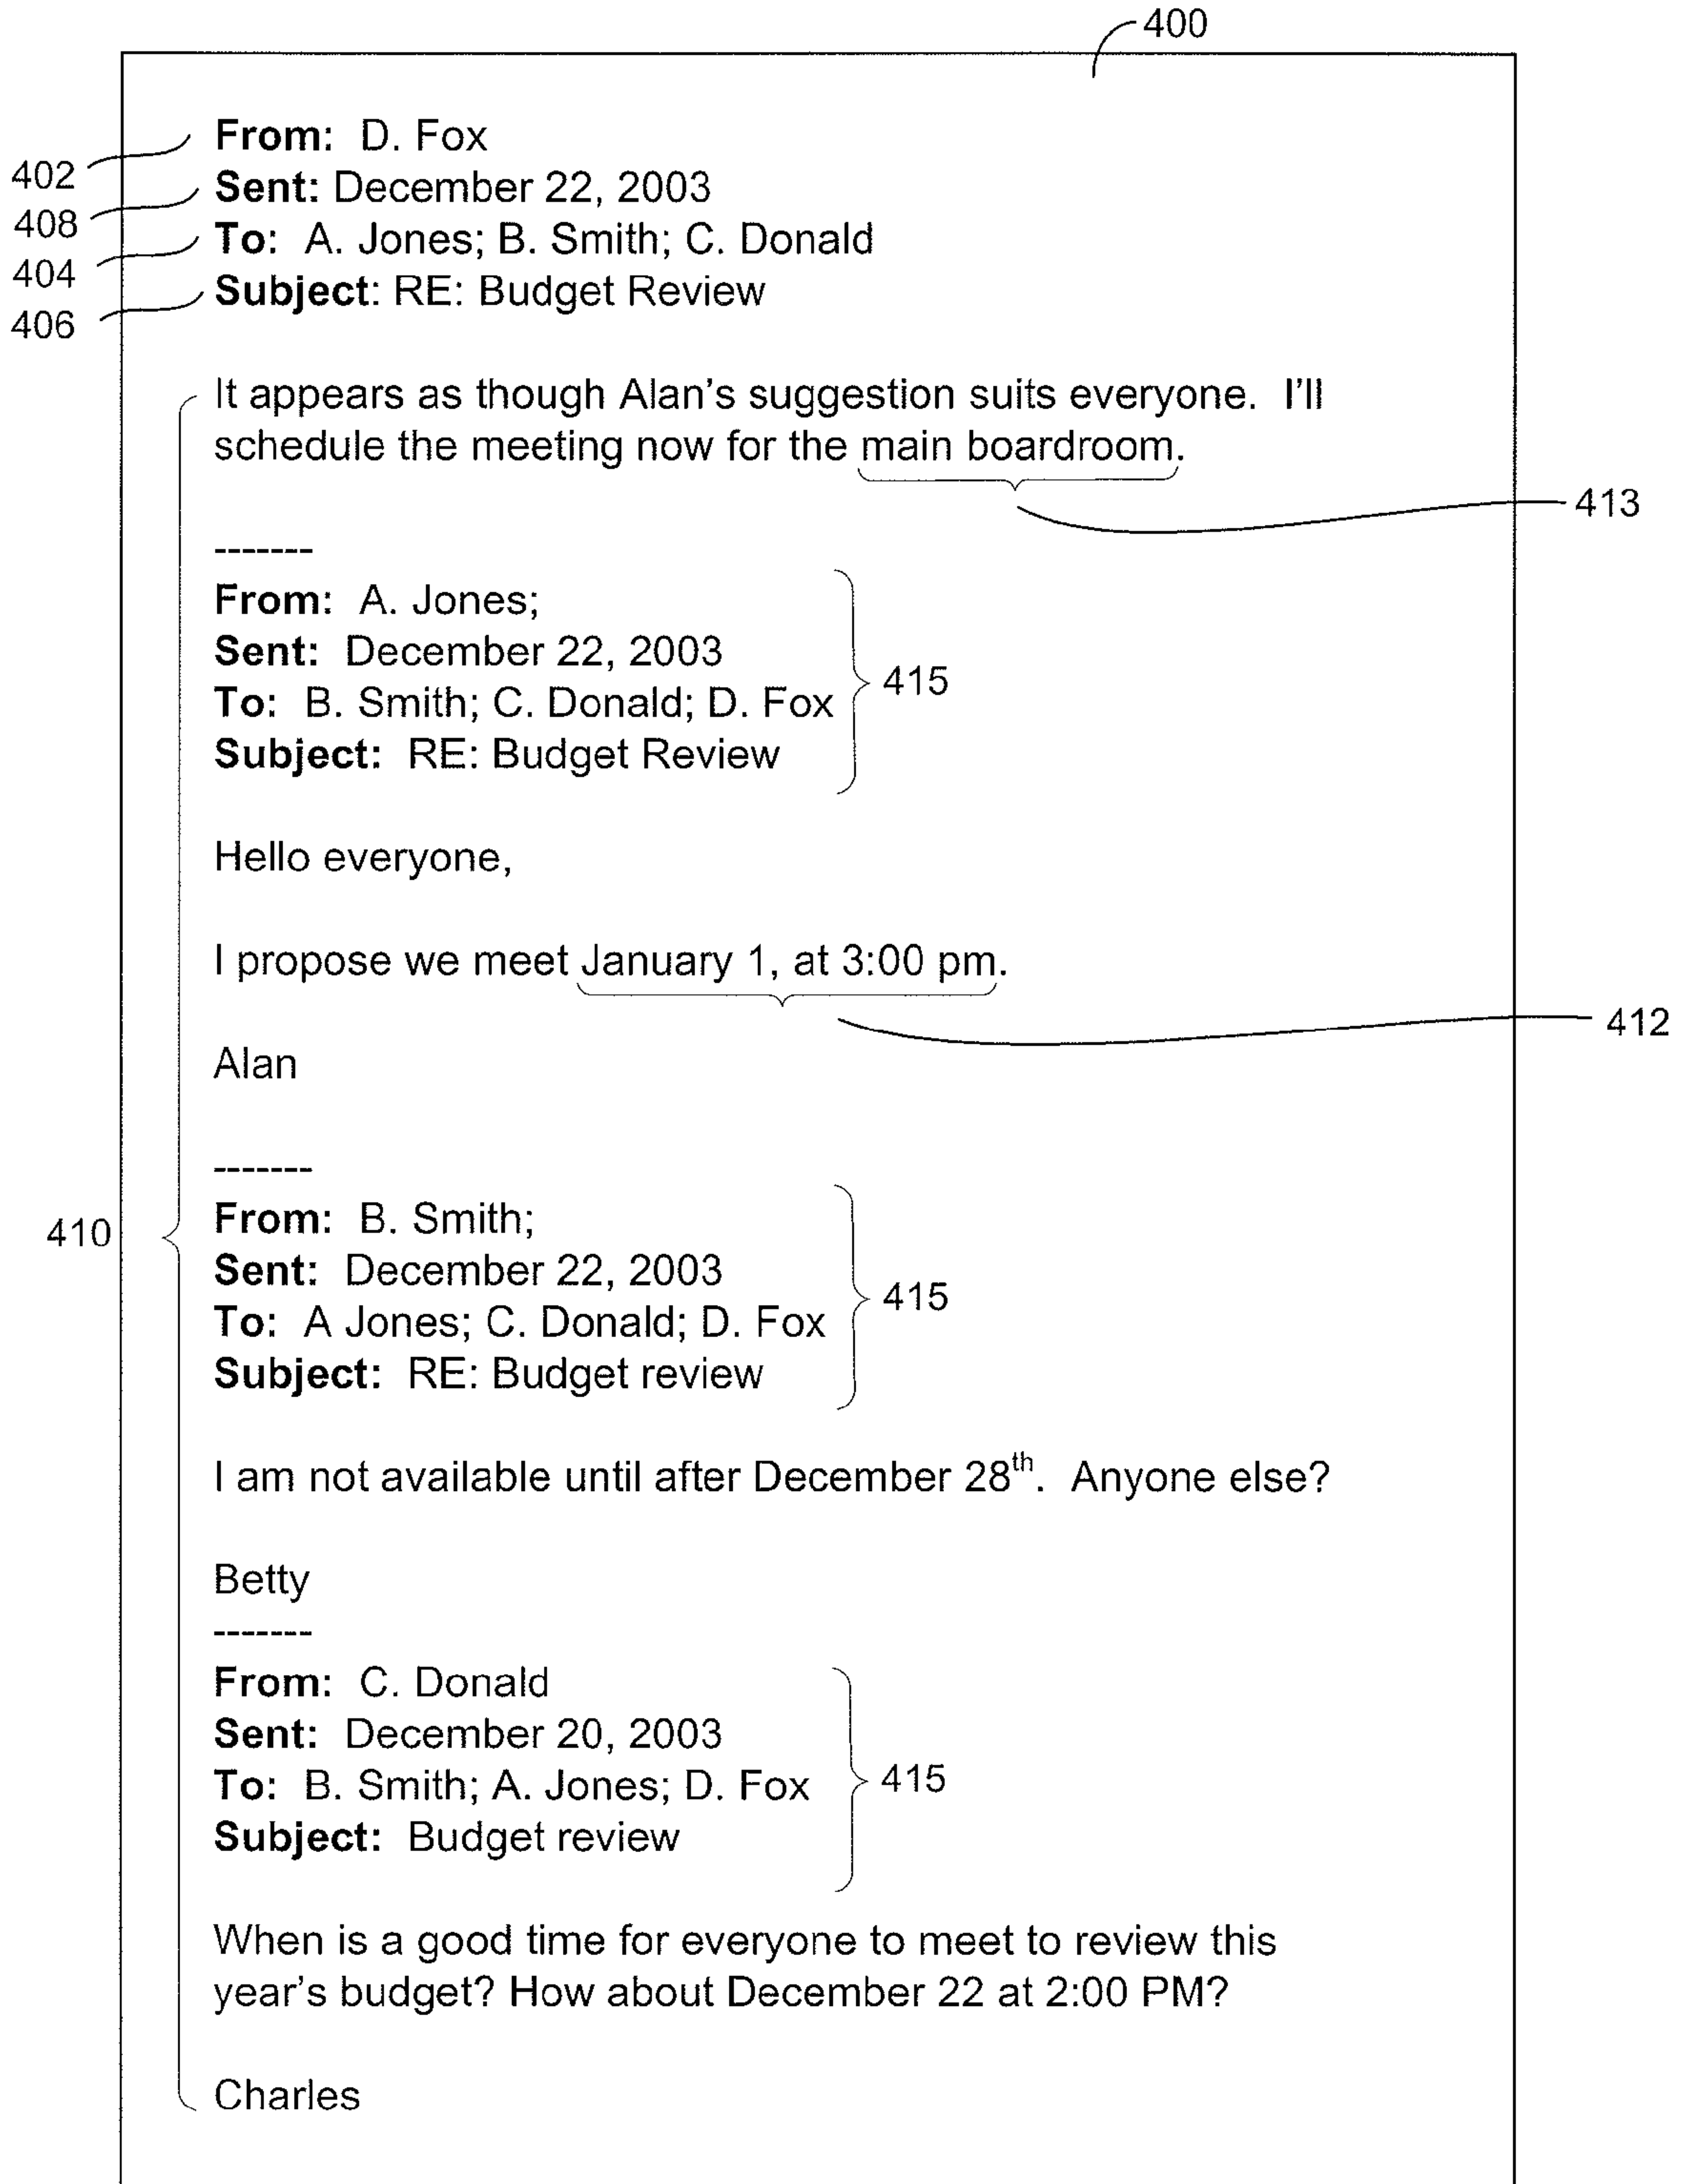 400
402
From: D. Fox
408
Sent: December 22, 2003
404
To: A. Jones; B. Smith; C. Donald
406
Subject: RE: Budget Review
It appears as though Alan's suggestion suits everyone. I'll
schedule the meeting now for the main boardroom.
413
-------
From: A. Jones;
Sent: December 22, 2003
To: B. Smith; C. Donald; D. Fox
Subject: RE: Budget Review
415
Hello everyone,
I propose we meet January 1, at 3:00 pm.
412
Alan
-------
410
From: B. Smith;
Sent: December 22, 2003
To: A Jones; C. Donald; D. Fox
Subject: RE: Budget review
415
I am not available until after December 28th. Anyone else?
Betty
-------
From: C. Donald
Sent: December 20, 2003
To: B. Smith; A. Jones; D. Fox
Subject: Budget review
415
When is a good time for everyone to meet to review this
year's budget? How about December 22 at 2:00 PM?
Charles